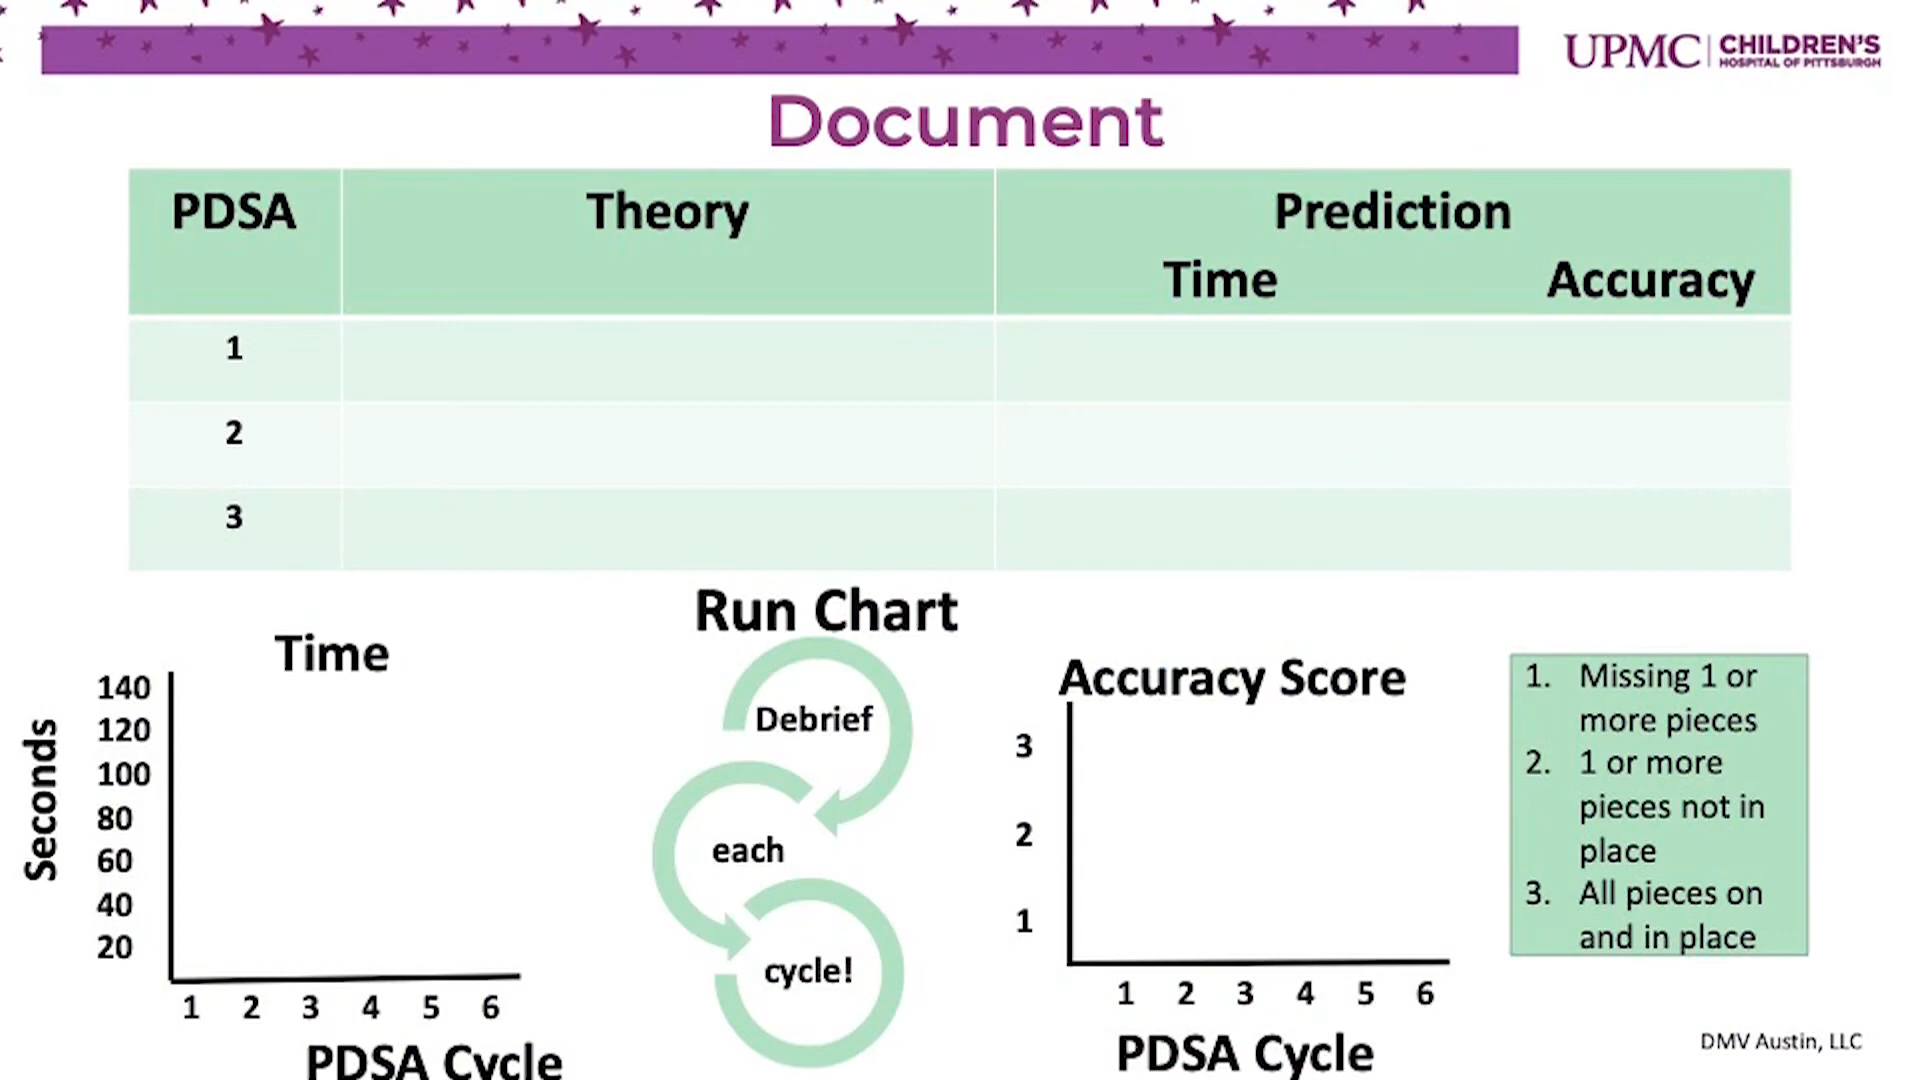 UPMC | CHILDREN'S
HOSPITAL OF PITTSBURGH
Document
PDSA Theory Prediction
Time Accuracy
1
2
3
Run Chart
Time
Seconds
140
120
100
80
60
40
20
1 2 3 4 5 6
PDSA Cycle
Debrief
each
cycle!
Accuracy Score
3
2
1
1 2 3 4 5 6
PDSA Cycle
1. Missing 1 or
more pieces
2. 1 or more
pieces not in
place
3. All pieces on
and in place
DMV Austin, LLC